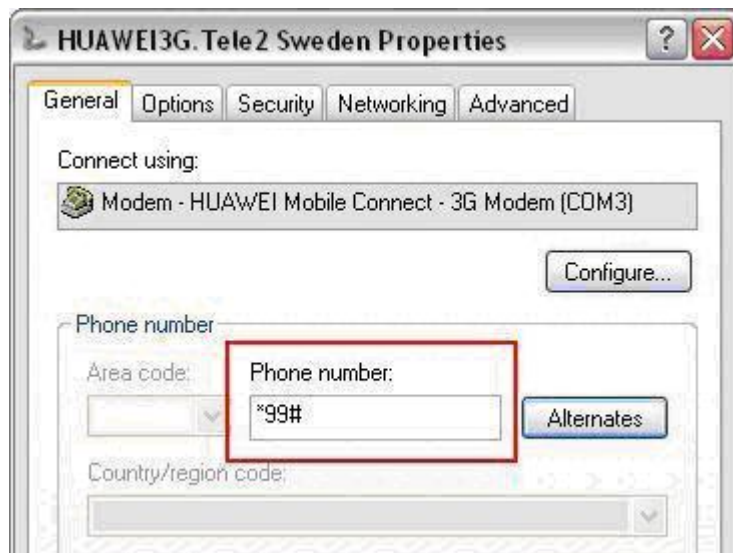 HUAWEI3G.Tele2 Sweden Properties
General Options Security Networking Advanced
Connect using:
Modem - HUAWEI Mobile Connect - 3G Modem (COM3)
Configure...
Phone number
Area code: Phone number:
*99# Alternates
Country/region code: